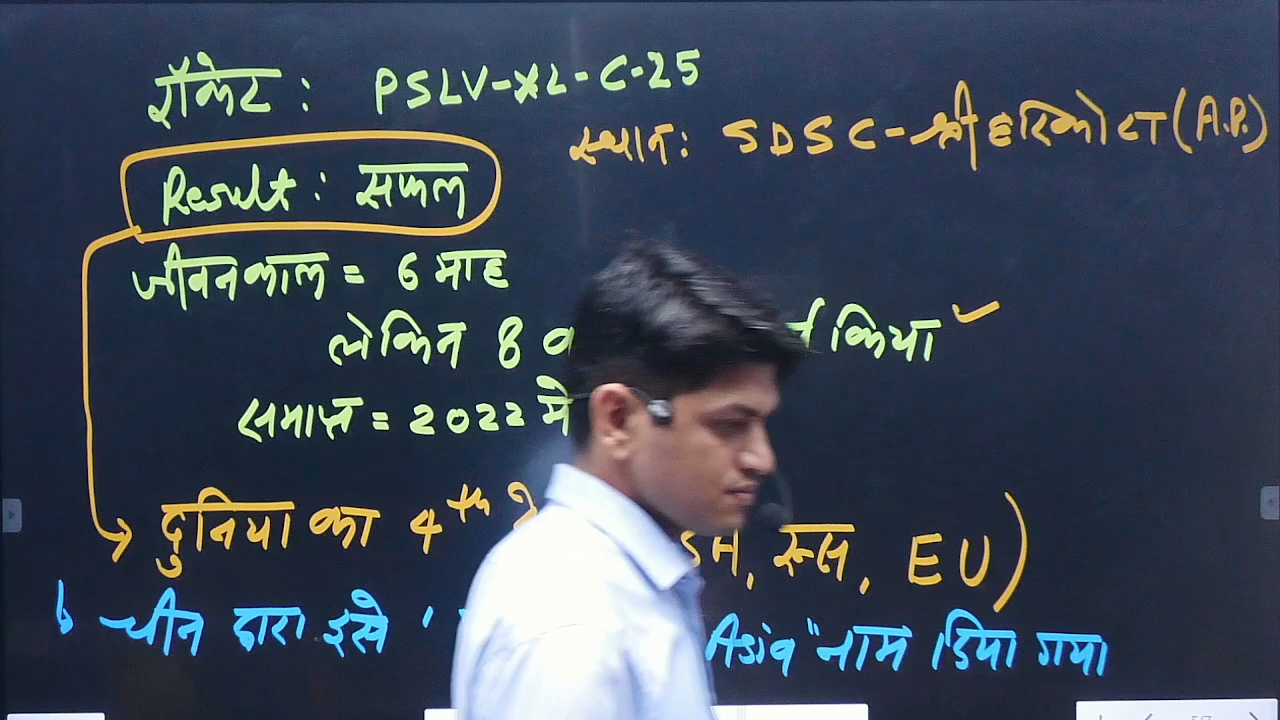 रॉकेट : PSLV-XL-C-25
स्थान: SDSC-श्रीहरिकोटा (A.P.)
Result : सफल
जीवनकाल = 6 माह
लेकिन 8 किया ✓
समाप्त = 2022 में
दुनिया का 4th रूस, EU)
चीन द्वारा इसे ' Asia" नाम दिया गया